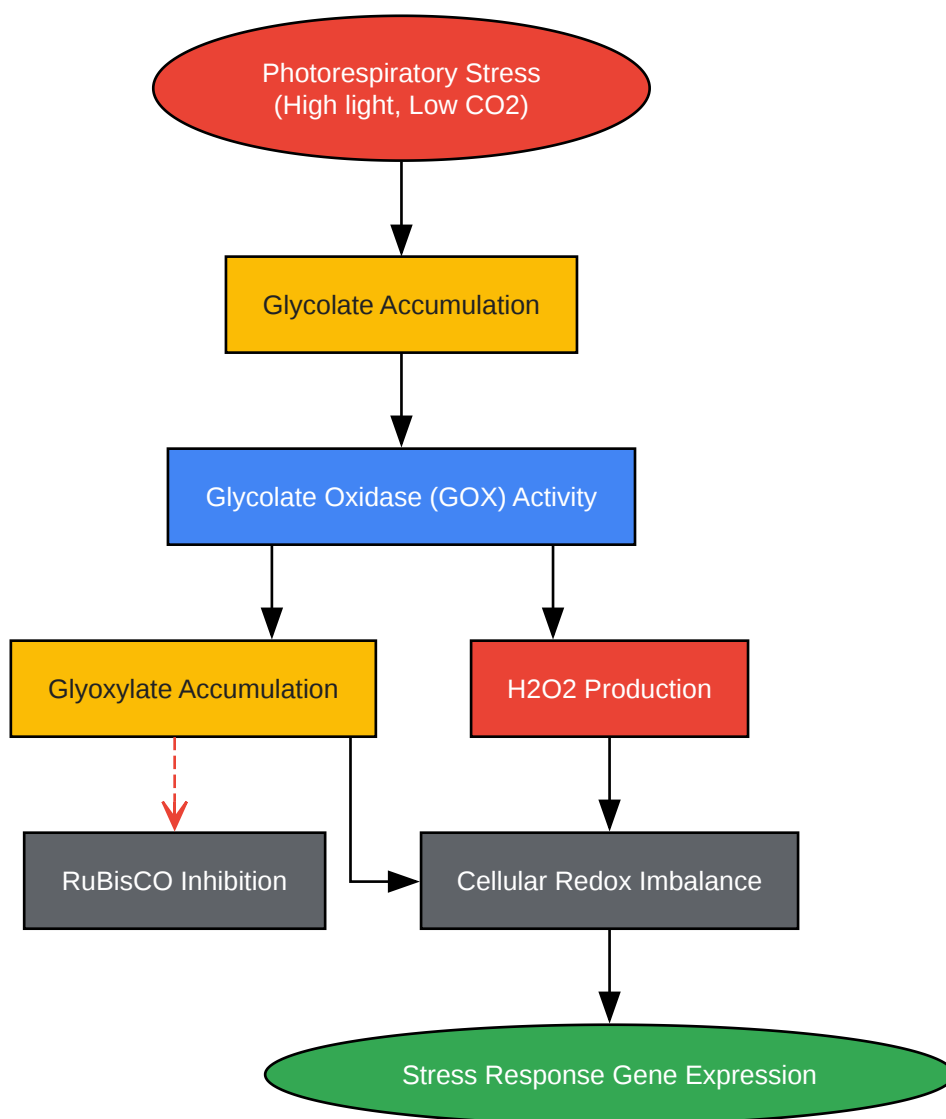 Photorespiratory Stress
(High light, Low CO2)
Glycolate Accumulation
Glycolate Oxidase (GOX) Activity
Glyoxylate Accumulation
H2O2 Production
RuBisCO Inhibition
Cellular Redox Imbalance
Stress Response Gene Expression